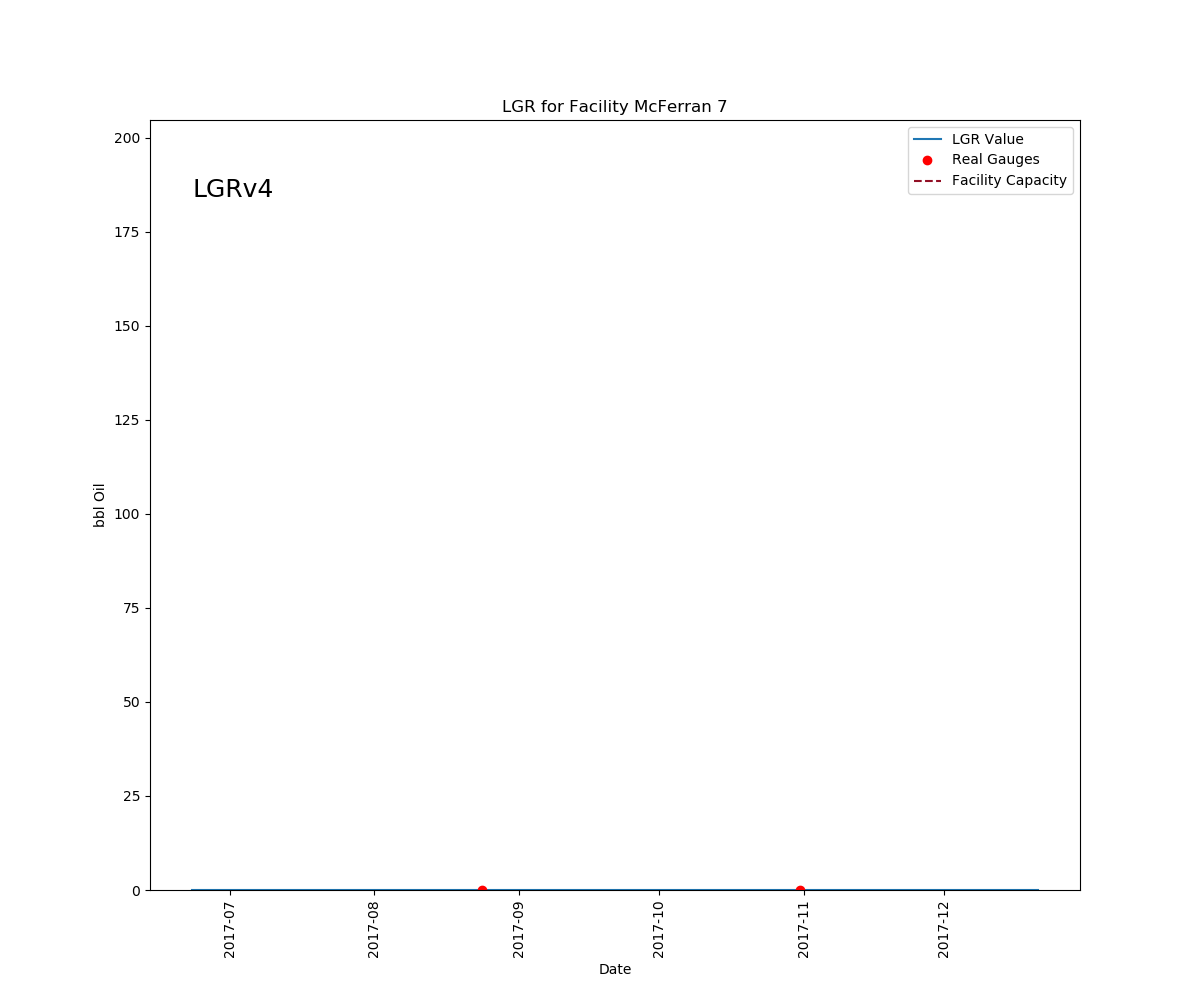 LGR for Facility McFerran 7
LGRv4
LGR Value
Real Gauges
Facility Capacity
bbl Oil
200
175
150
125
100
75
50
25
0
2017-07
2017-08
2017-09
2017-10
2017-11
2017-12
Date